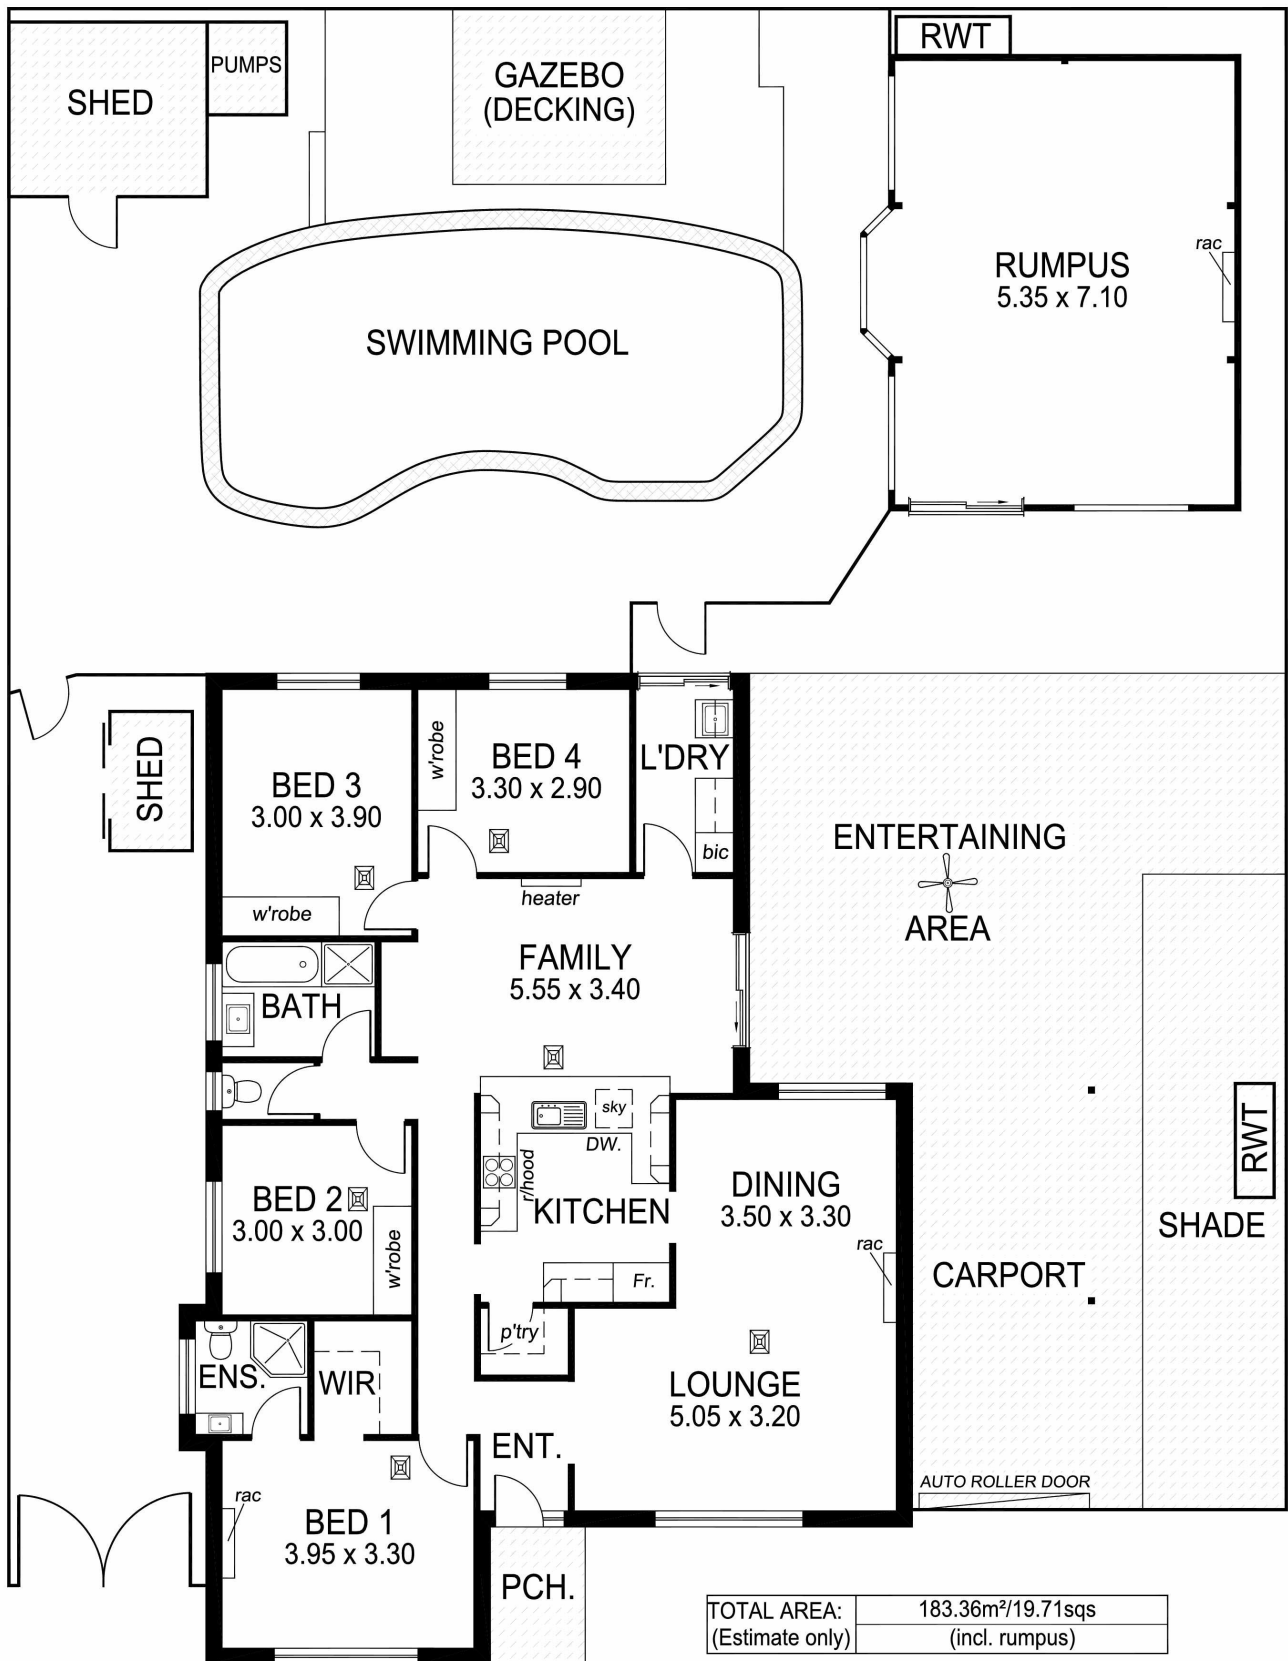 SHED
PUMPS
GAZEBO
(DECKING)
RWT
RUMPUS
5.35 x 7.10
rac
SWIMMING POOL
SHED
BED 3
3.00 x 3.90
w'robe
w'robe
BED 4
3.30 x 2.90
L'DRY
bic
heater
FAMILY
5.55 x 3.40
BATH
ENTERTAINING
AREA
sky
DW.
r/hood
KITCHEN
Fr.
p'try
BED 2
3.00 x 3.00
w'robe
DINING
3.50 x 3.30
rac
RWT
SHADE
CARPORT
ENS.
WIR
LOUNGE
5.05 x 3.20
ENT.
AUTO ROLLER DOOR
rac
BED 1
3.95 x 3.30
PCH.
TOTAL AREA: 183.36m²/19.71sqs
(Estimate only) (incl. rumpus)